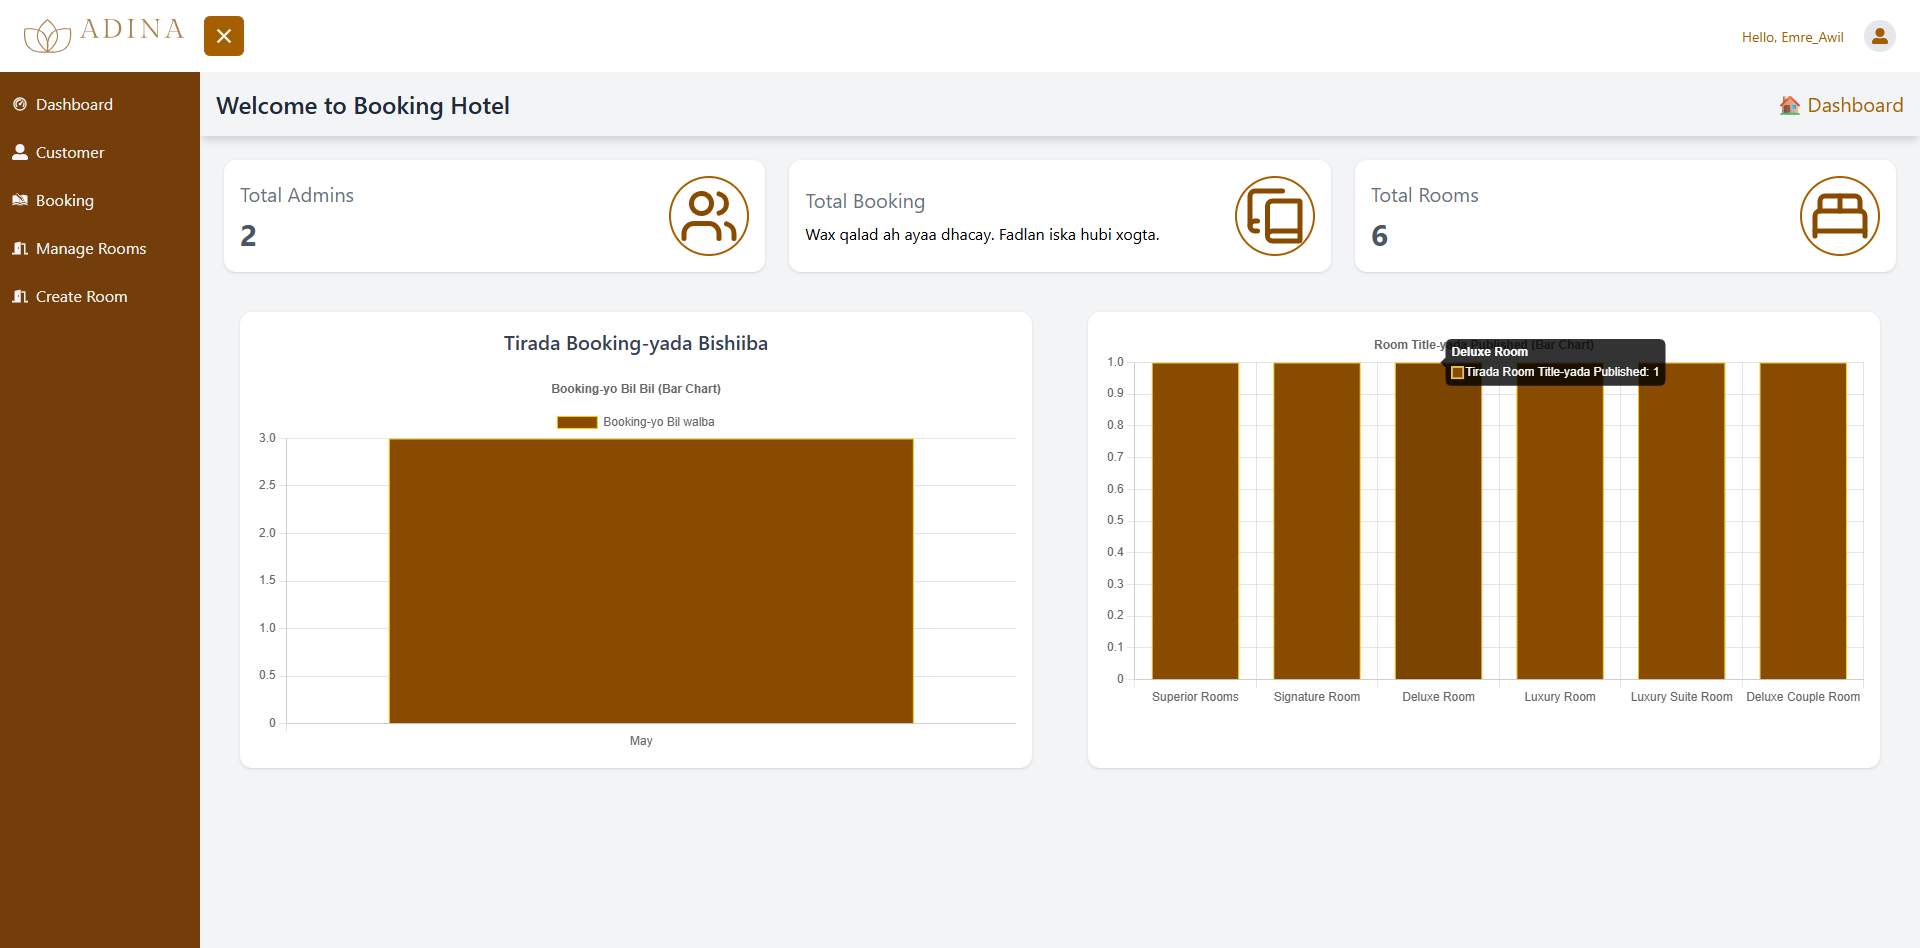 ADINA
Hello, Emre_Awil
Dashboard
Customer
Booking
Manage Rooms
Create Room
Welcome to Booking Hotel
Dashboard
Total Admins
2
Total Booking
Wax qalad ah ayaa dhacay. Fadlan iska hubi xogta.
Total Rooms
6
Tirada Booking-yada Bishiiba
Booking-yo Bil Bil (Bar Chart)
Booking-yo Bil walba
3.0
2.5
2.0
1.5
1.0
0.5
0
May
Room Title-yada Published (Bar Chart)
Deluxe Room
Tirada Room Title-yada Published: 1
1.0
0.9
0.8
0.7
0.6
0.5
0.4
0.3
0.2
0.1
0
Superior Rooms Signature Room Deluxe Room Luxury Room Luxury Suite Room Deluxe Couple Room